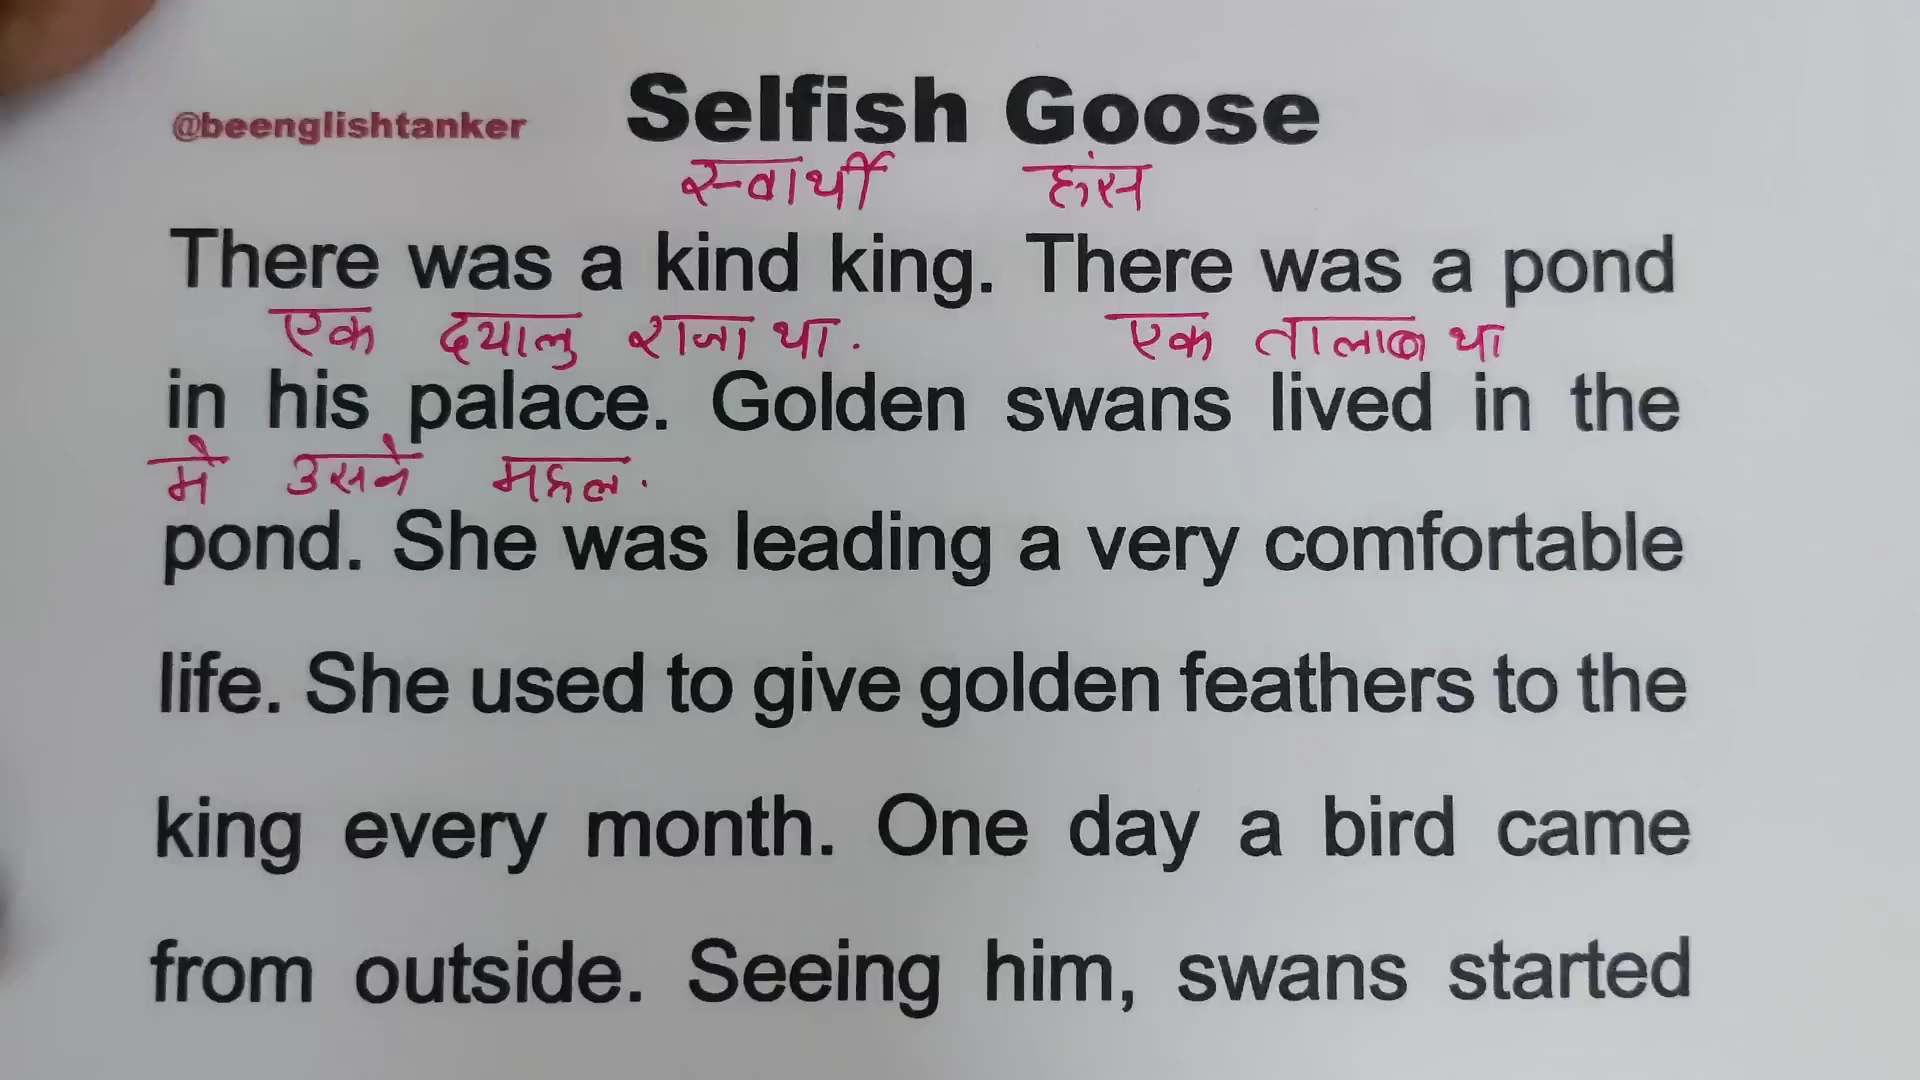 @beenglishtanker Selfish Goose
स्वार्थी हंस
There was a kind king. There was a pond
एक दयालु राजा था. एक तालाब था
in his palace. Golden swans lived in the
मे उसने महल.
pond. She was leading a very comfortable
life. She used to give golden feathers to the
king every month. One day a bird came
from outside. Seeing him, swans started